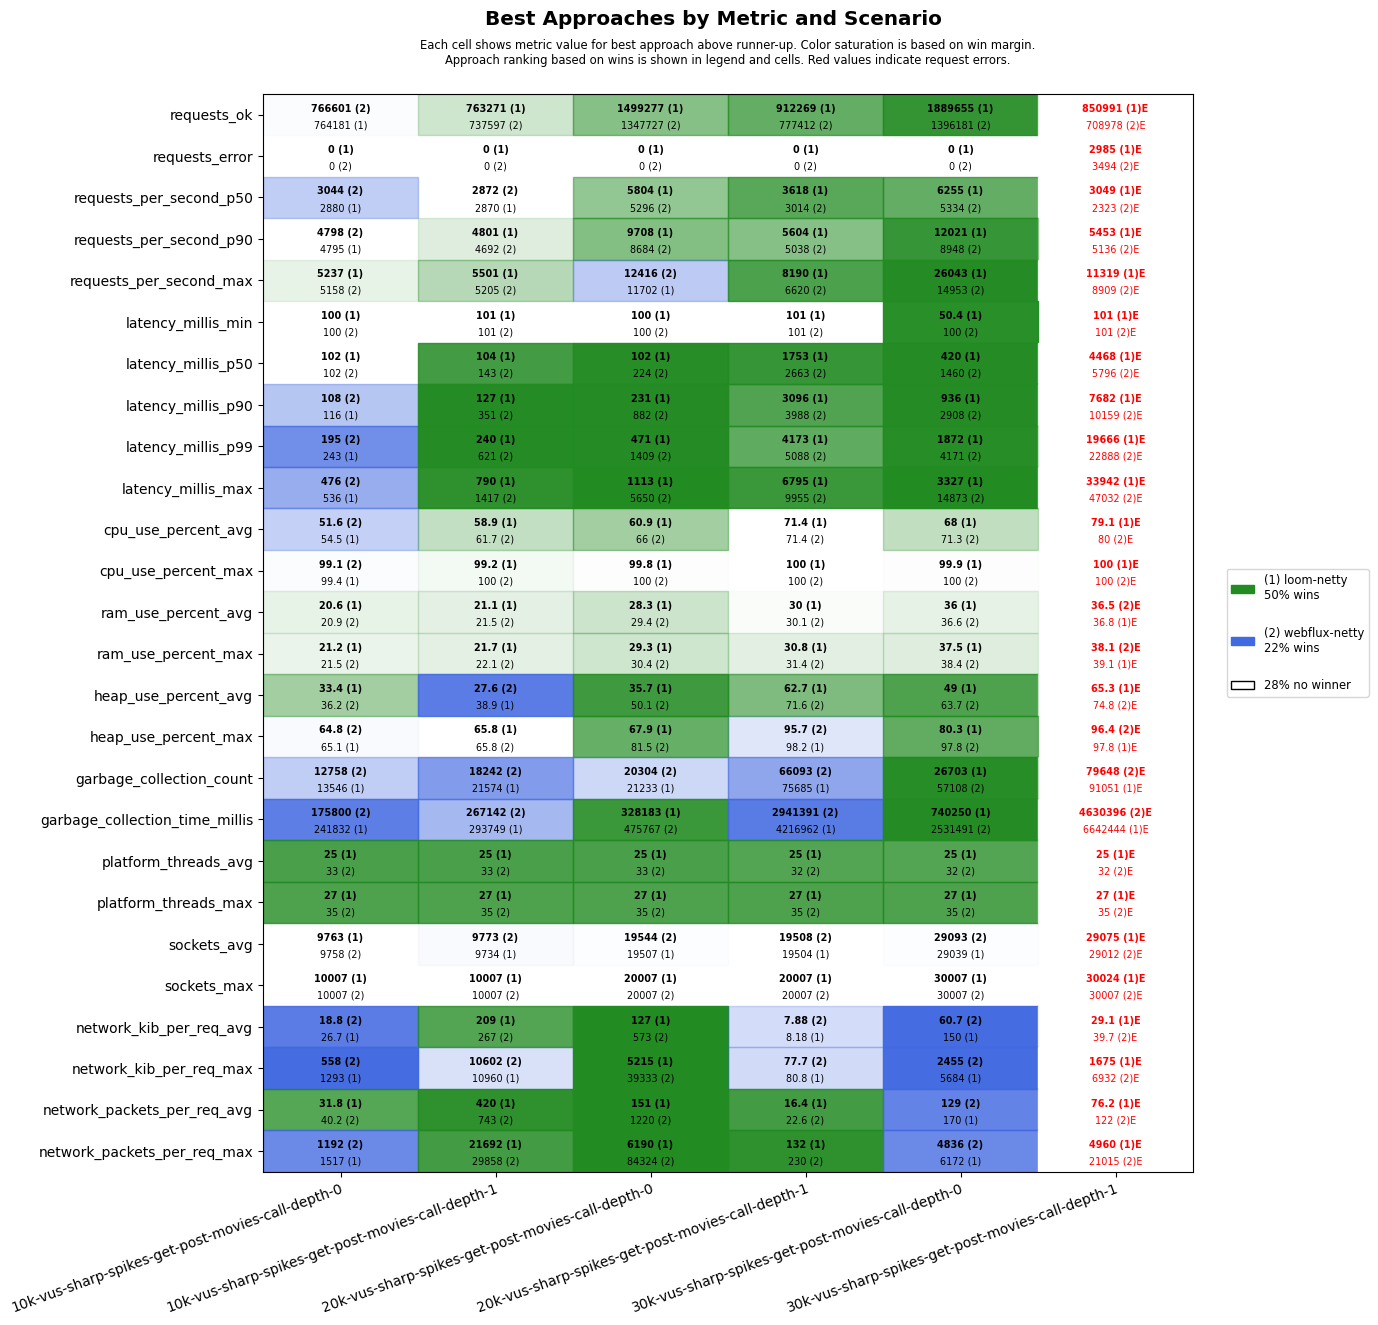 Best Approaches by Metric and Scenario
Each cell shows metric value for best approach above runner-up. Color saturation is based on win margin.
Approach ranking based on wins is shown in legend and cells. Red values indicate request errors.
requests_ok
766601 (2) 763271 (1) 1499277 (1) 912269 (1) 1889655 (1) 850991 (1)E
764181 (1) 737597 (2) 1347727 (2) 777412 (2) 1396181 (2) 708978 (2)E
requests_error
0 (1) 0 (1) 0 (1) 0 (1) 0 (1) 2985 (1)E
0 (2) 0 (2) 0 (2) 0 (2) 0 (2) 3494 (2)E
requests_per_second_p50
3044 (2) 2872 (2) 5804 (1) 3618 (1) 6255 (1) 3049 (1)E
2880 (1) 2870 (1) 5296 (2) 3014 (2) 5334 (2) 2323 (2)E
requests_per_second_p90
4798 (2) 4801 (1) 9708 (1) 5604 (1) 12021 (1) 5453 (1)E
4795 (1) 4692 (2) 8684 (2) 5038 (2) 8948 (2) 5136 (2)E
requests_per_second_max
5237 (1) 5501 (1) 12416 (2) 8190 (1) 26043 (1) 11319 (1)E
5158 (2) 5205 (2) 11702 (1) 6620 (2) 14953 (2) 8909 (2)E
latency_millis_min
100 (1) 101 (1) 100 (1) 101 (1) 50.4 (1) 101 (1)E
100 (2) 101 (2) 100 (2) 101 (2) 100 (2) 101 (2)E
latency_millis_p50
102 (1) 104 (1) 102 (1) 1753 (1) 420 (1) 4468 (1)E
102 (2) 143 (2) 224 (2) 2663 (2) 1460 (2) 5796 (2)E
latency_millis_p90
108 (2) 127 (1) 231 (1) 3096 (1) 936 (1) 7682 (1)E
116 (1) 351 (2) 882 (2) 3988 (2) 2908 (2) 10159 (2)E
latency_millis_p99
195 (2) 240 (1) 471 (1) 4173 (1) 1872 (1) 19666 (1)E
243 (1) 621 (2) 1409 (2) 5088 (2) 4171 (2) 22888 (2)E
latency_millis_max
476 (2) 790 (1) 1113 (1) 6795 (1) 3327 (1) 33942 (1)E
536 (1) 1417 (2) 5650 (2) 9955 (2) 14873 (2) 47032 (2)E
cpu_use_percent_avg
51.6 (2) 58.9 (1) 60.9 (1) 71.4 (1) 68 (1) 79.1 (1)E
54.5 (1) 61.7 (2) 66 (2) 71.4 (2) 71.3 (2) 80 (2)E
cpu_use_percent_max
99.1 (2) 99.2 (1) 99.8 (1) 100 (1) 99.9 (1) 100 (1)E
99.4 (1) 100 (2) 100 (2) 100 (2) 100 (2) 100 (2)E
ram_use_percent_avg
20.6 (1) 21.1 (1) 28.3 (1) 30 (1) 36 (1) 36.5 (2)E
20.9 (2) 21.5 (2) 29.4 (2) 30.1 (2) 36.6 (2) 36.8 (1)E
ram_use_percent_max
21.2 (1) 21.7 (1) 29.3 (1) 30.8 (1) 37.5 (1) 38.1 (2)E
21.5 (2) 22.1 (2) 30.4 (2) 31.4 (2) 38.4 (2) 39.1 (1)E
heap_use_percent_avg
33.4 (1) 27.6 (2) 35.7 (1) 62.7 (1) 49 (1) 65.3 (1)E
36.2 (2) 38.9 (1) 50.1 (2) 71.6 (2) 63.7 (2) 74.8 (2)E
heap_use_percent_max
64.8 (2) 65.8 (1) 67.9 (1) 95.7 (2) 80.3 (1) 96.4 (2)E
65.1 (1) 65.8 (2) 81.5 (2) 98.2 (1) 97.8 (2) 97.8 (1)E
garbage_collection_count
12758 (2) 18242 (2) 20304 (2) 66093 (2) 26703 (1) 79648 (2)E
13546 (1) 21574 (1) 21233 (1) 75685 (1) 57108 (2) 91051 (1)E
garbage_collection_time_millis
175800 (2) 267142 (2) 328183 (1) 2941391 (2) 740250 (1) 4630396 (2)E
241832 (1) 293749 (1) 475767 (2) 4216962 (1) 2531491 (2) 6642444 (1)E
platform_threads_avg
25 (1) 25 (1) 25 (1) 25 (1) 25 (1) 25 (1)E
33 (2) 33 (2) 33 (2) 32 (2) 32 (2) 32 (2)E
platform_threads_max
27 (1) 27 (1) 27 (1) 27 (1) 27 (1) 27 (1)E
35 (2) 35 (2) 35 (2) 35 (2) 35 (2) 35 (2)E
sockets_avg
9763 (1) 9773 (2) 19544 (2) 19508 (2) 29093 (2) 29075 (1)E
9758 (2) 9734 (1) 19507 (1) 19504 (1) 29039 (1) 29012 (2)E
sockets_max
10007 (1) 10007 (1) 20007 (1) 20007 (1) 30007 (1) 30024 (1)E
10007 (2) 10007 (2) 20007 (2) 20007 (2) 30007 (2) 30007 (2)E
network_kib_per_req_avg
18.8 (2) 209 (1) 127 (1) 7.88 (2) 60.7 (2) 29.1 (1)E
26.7 (1) 267 (2) 573 (2) 8.18 (1) 150 (1) 39.7 (2)E
network_kib_per_req_max
558 (2) 10602 (2) 5215 (1) 77.7 (2) 2455 (2) 1675 (1)E
1293 (1) 10960 (1) 39333 (2) 80.8 (1) 5684 (1) 6932 (2)E
network_packets_per_req_avg
31.8 (1) 420 (1) 151 (1) 16.4 (1) 129 (2) 76.2 (1)E
40.2 (2) 743 (2) 1220 (2) 22.6 (2) 170 (1) 122 (2)E
network_packets_per_req_max
1192 (2) 21692 (1) 6190 (1) 132 (1) 4836 (2) 4960 (1)E
1517 (1) 29858 (2) 84324 (2) 230 (2) 6172 (1) 21015 (2)E
10k-vus-sharp-spikes-get-post-movies-call-depth-0
10k-vus-sharp-spikes-get-post-movies-call-depth-1
20k-vus-sharp-spikes-get-post-movies-call-depth-0
20k-vus-sharp-spikes-get-post-movies-call-depth-1
30k-vus-sharp-spikes-get-post-movies-call-depth-0
30k-vus-sharp-spikes-get-post-movies-call-depth-1
(1) loom-netty
50% wins
(2) webflux-netty
22% wins
28% no winner